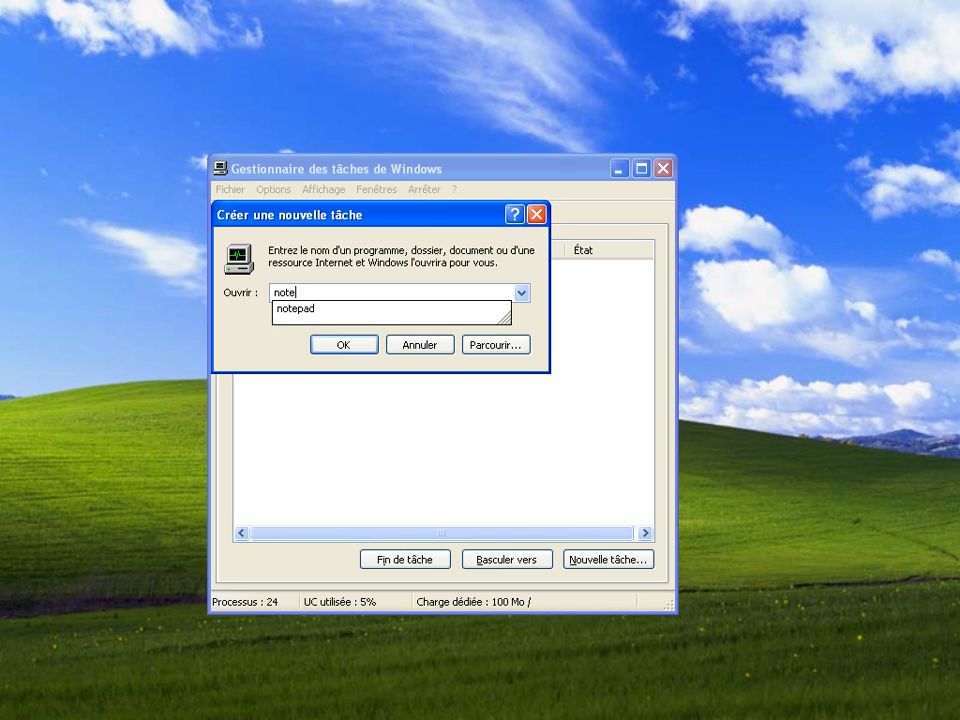 Gestionnaire des tâches de Windows
Fichier Options Affichage Fenêtres Arrêter ?
Créer une nouvelle tâche
Entrez le nom d'un programme, dossier, document ou d'une
ressource Internet et Windows l'ouvrira pour vous.
État
Ouvrir : note
notepad
OK Annuler Parcourir...
Fin de tâche Basculer vers Nouvelle tâche...
Processus : 24 UC utilisée : 5% Charge dédiée : 100 Mo /